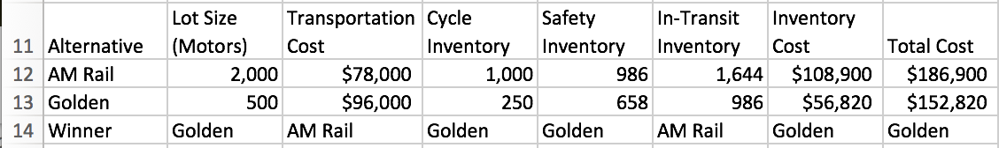 Lot Size Transportation Cycle Safety In-Transit Inventory
11 Alternative (Motors) Cost Inventory Inventory Inventory Cost Total Cost
12 AM Rail 2,000 $78,000 1,000 986 1,644 $108,900 $186,900
13 Golden 500 $96,000 250 658 986 $56,820 $152,820
14 Winner Golden AM Rail Golden Golden AM Rail Golden Golden